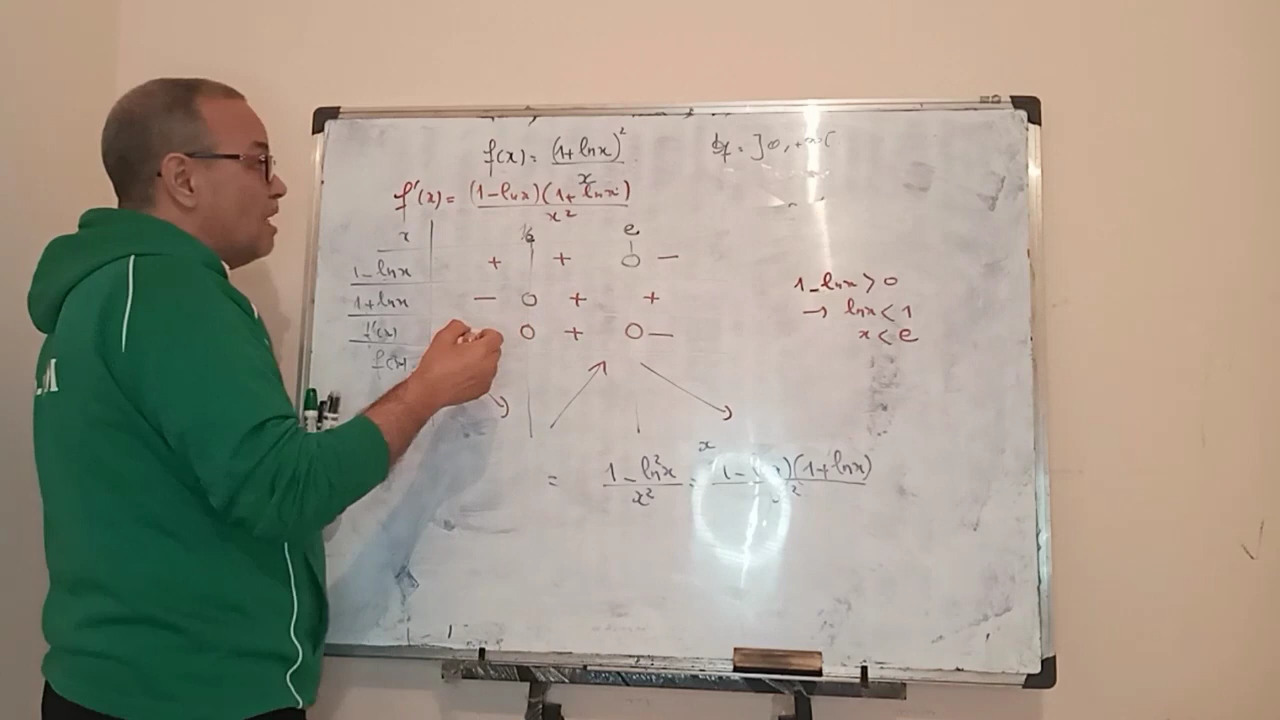 f(x) = (1+ lnx)² / x
Df = ]0, +∞[
f'(x) = (1-lnx)(1+ lnx) / x²
x 1/e e
1-lnx + + 0 -
1+lnx - 0 + +
f'(x) 0 + 0 -
f(x)
1-lnx > 0
→ lnx < 1
x < e
x
= 1-ln²x / x² = (1-lnx)(1+lnx) / x²